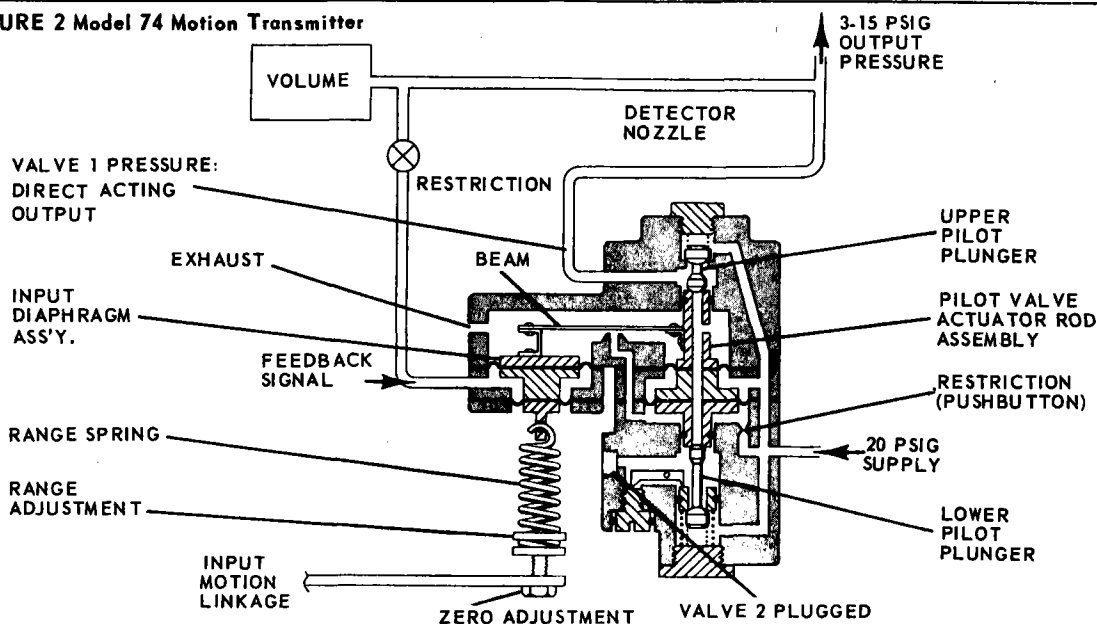 URE 2 Model 74 Motion Transmitter
3-15 PSIG
OUTPUT
PRESSURE
VOLUME
DETECTOR
NOZZLE
VALVE 1 PRESSURE:
DIRECT ACTING
OUTPUT
RESTRICTION
UPPER
PILOT
PLUNGER
EXHAUST
BEAM
INPUT
DIAPHRAGM
ASS'Y.
PILOT VALVE
ACTUATOR ROD
ASSEMBLY
FEEDBACK
SIGNAL
RESTRICTION
(PUSHBUTTON)
RANGE SPRING
20 PSIG
SUPPLY
RANGE
ADJUSTMENT
LOWER
PILOT
PLUNGER
INPUT
MOTION
LINKAGE
ZERO ADJUSTMENT
VALVE 2 PLUGGED